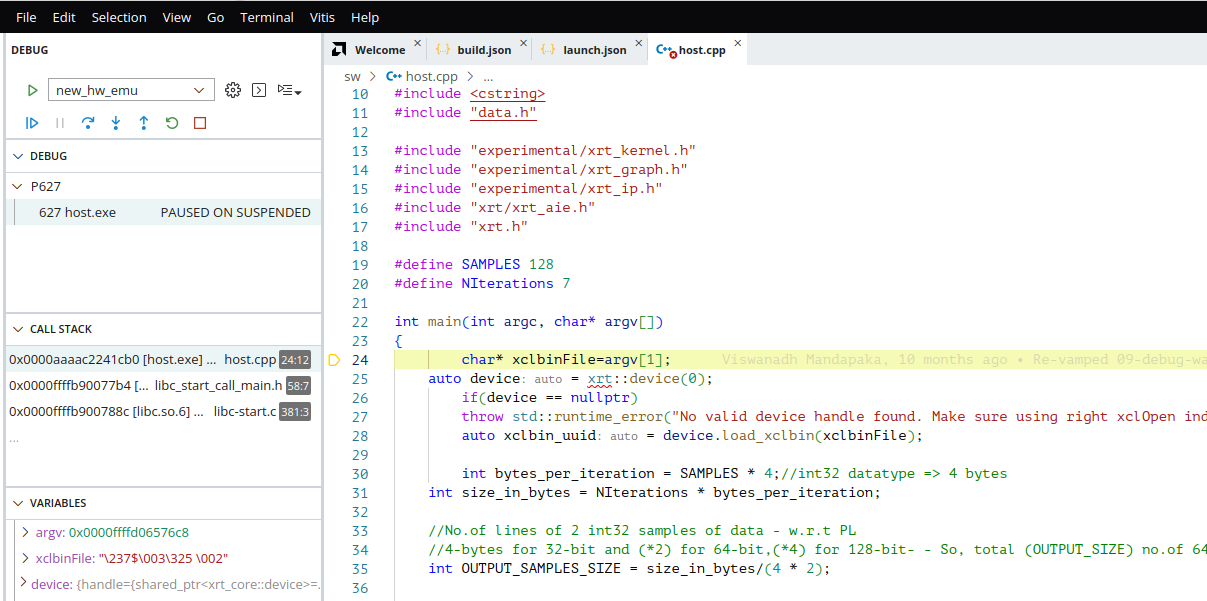 File Edit Selection View Go Terminal Vitis Help
DEBUG
new_hw_emu
DEBUG
P627
627 host.exe PAUSED ON SUSPENDED
CALL STACK
0x0000aaaac2241cb0 [host.exe] ... host.cpp 24:12
0x0000ffffb90077b4 [... libc_start_call_main.h 58:7
0x0000ffffb900788c [libc.so.6] ... libc-start.c 381:3
...
VARIABLES
argv: 0x0000ffffd06576c8
xclbinFile: "\237$\003\325 \002"
device: {handle={shared_ptr<xrt_core::device>=...
Welcome × {..} build.json × {..} launch.json × C++ host.cpp ×
sw > C++ host.cpp > ...
10 #include <cstring>
11 #include "data.h"
12
13 #include "experimental/xrt_kernel.h"
14 #include "experimental/xrt_graph.h"
15 #include "experimental/xrt_ip.h"
16 #include "xrt/xrt_aie.h"
17 #include "xrt.h"
18
19 #define SAMPLES 128
20 #define NIterations 7
21
22 int main(int argc, char* argv[])
23 {
24 char* xclbinFile=argv[1]; Viswanadh Mandapaka, 10 months ago • Re-vamped 09-debug-wa
25 auto device: auto = xrt::device(0);
26 if(device == nullptr)
27 throw std::runtime_error("No valid device handle found. Make sure using right xclOpen ind
28 auto xclbin_uuid: auto = device.load_xclbin(xclbinFile);
29
30 int bytes_per_iteration = SAMPLES * 4;//int32 datatype => 4 bytes
31 int size_in_bytes = NIterations * bytes_per_iteration;
32
33 //No.of lines of 2 int32 samples of data - w.r.t PL
34 //4-bytes for 32-bit and (*2) for 64-bit,(*4) for 128-bit- - So, total (OUTPUT_SIZE) no.of 64
35 int OUTPUT_SAMPLES_SIZE = size_in_bytes/(4 * 2);
36